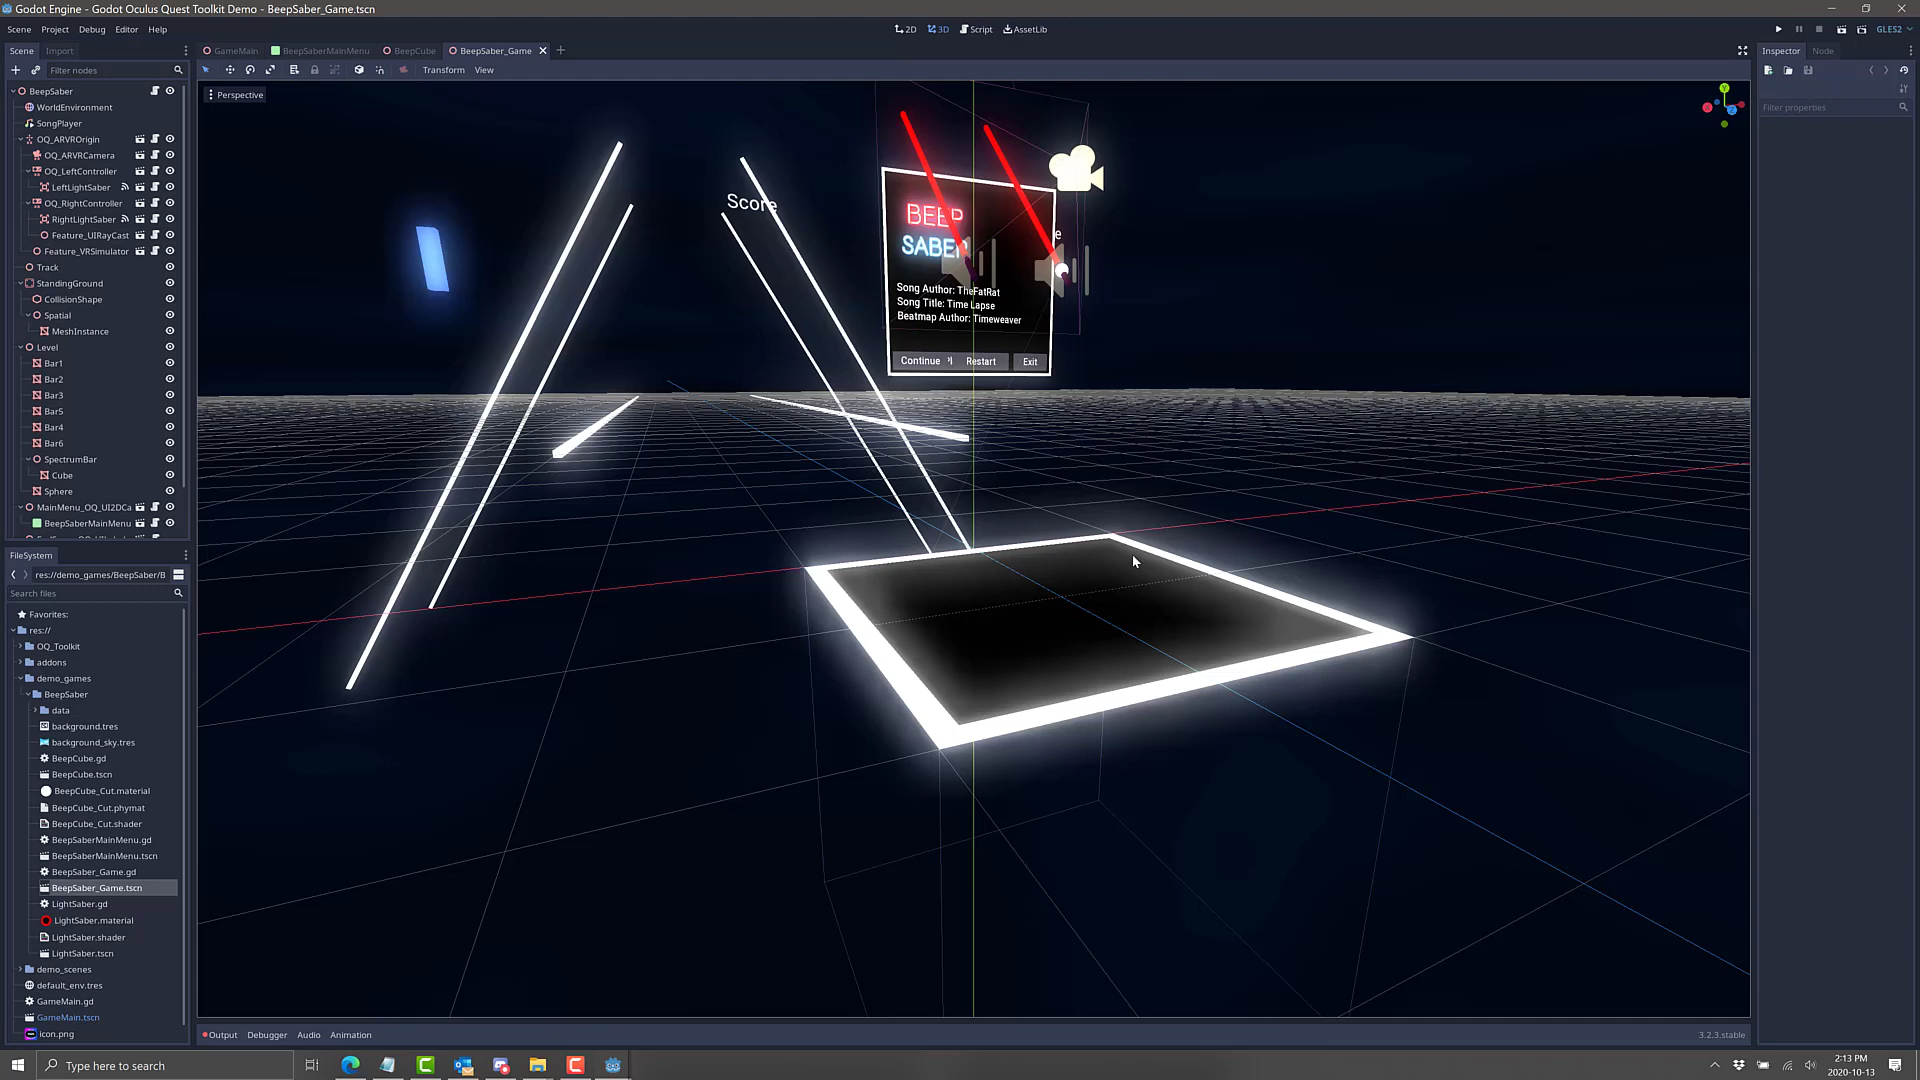 Godot Engine - Godot Oculus Quest Toolkit Demo - BeepSaber_Game.tscn
Scene Project Debug Editor Help
2D 3D Script AssetLib
GLES2
Scene Import
GameMain BeepSaberMainMenu BeepCube BeepSaber_Game
Inspector Node
Filter nodes
Transform View
Perspective
Filter properties
BeepSaber
WorldEnvironment
SongPlayer
OQ_ARVROrigin
OQ_ARVRCamera
OQ_LeftController
LeftLightSaber
OQ_RightController
RightLightSaber
Feature_UIRayCast
Feature_VRSimulator
Track
StandingGround
CollisionShape
Spatial
MeshInstance
Level
Bar1
Bar2
Bar3
Bar5
Bar4
Bar6
SpectrumBar
Cube
Sphere
MainMenu_OQ_UI2DCa
BeepSaberMainMenu
Score
e
BEEP
SABER
Song Author: TheFatRat
Song Title: Time Lapse
Beatmap Author: Timeweaver
Continue Restart Exit
Y
X
Z
FileSystem
res://demo_games/BeepSaber/B
Search files
Favorites:
res://
OQ_Toolkit
addons
demo_games
BeepSaber
data
background.tres
background_sky.tres
BeepCube.gd
BeepCube.tscn
BeepCube_Cut.material
BeepCube_Cut.phymat
BeepCube_Cut.shader
BeepSaberMainMenu.gd
BeepSaberMainMenu.tscn
BeepSaber_Game.gd
BeepSaber_Game.tscn
LightSaber.gd
LightSaber.material
LightSaber.shader
LightSaber.tscn
demo_scenes
default_env.tres
GameMain.gd
GameMain.tscn
icon.png
Output Debugger Audio Animation
3.2.3.stable
Type here to search
2:13 PM
2020-10-13